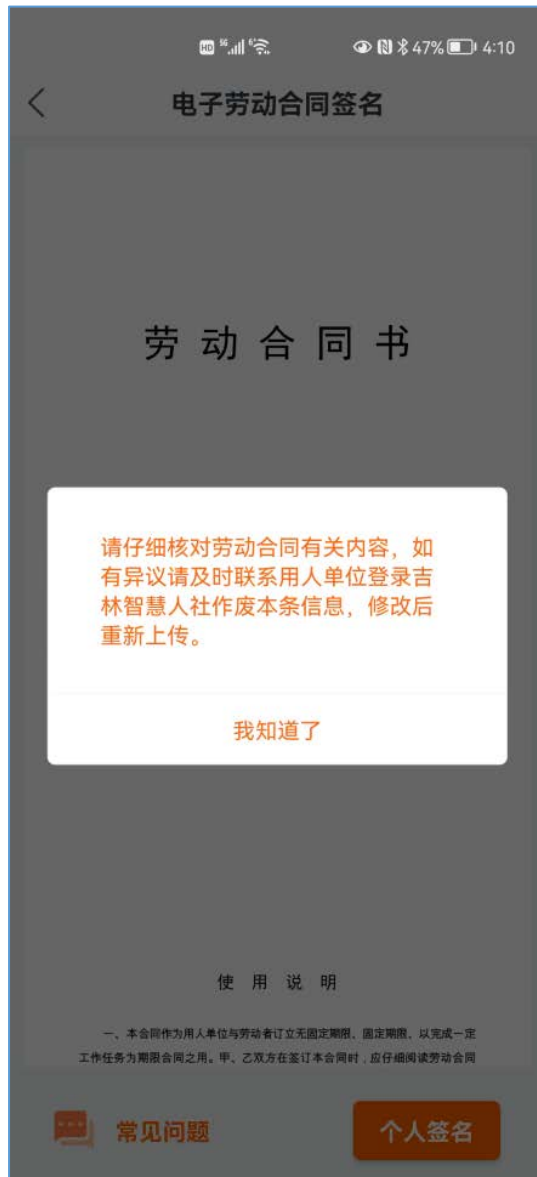 HD 5G 6 47% 4:10
电子劳动合同签名
劳动合同书
请仔细核对劳动合同有关内容，如
有异议请及时联系用人单位登录吉
林智慧人社作废本条信息，修改后
重新上传。
我知道了
使用说明
一、本合同作为用人单位与劳动者订立无固定期限、固定期限、以完成一定
工作任务为期限合同之用。甲、乙双方在签订本合同时，应仔细阅读劳动合同
常见问题
个人签名